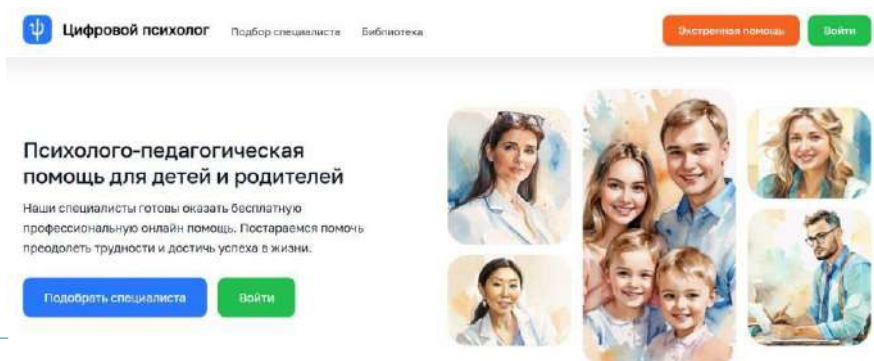 Цифровой психолог
Подбор специалиста
Библиотека
Экстренная помощь
Войти
Психолого-педагогическая
помощь для детей и родителей
Наши специалисты готовы оказать бесплатную
профессиональную онлайн помощь. Постараемся помочь
преодолеть трудности и достичь успеха в жизни.
Подобрать специалиста
Войти